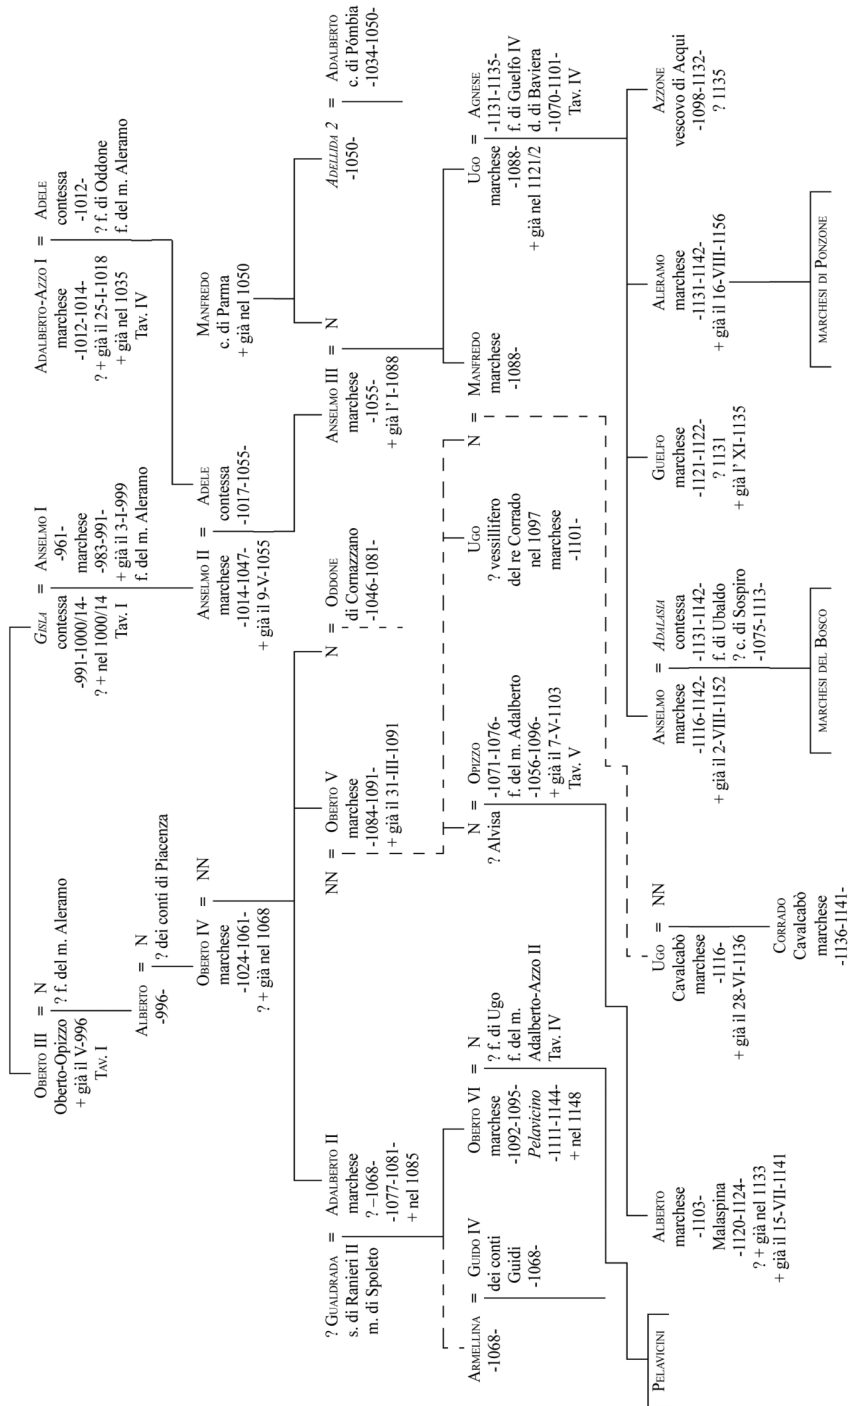 OBERTO III = N
Oberto-Opizzo ? f. del m. Aleramo
+ già il V-996
TAV. I
GISLA = ANSELMO I
contessa -961-
-991-1000/14- marchese
? + nel 1000/14 -983-991-
Tav. I + già il 3-I-999
f. del m. Aleramo
ADALBERTO-AZZO I = ADELE
marchese contessa
-1012-1014- -1012-
? + già il 25-I-1018 ? f. di Oddone
+ già nel 1035 f. del m. Aleramo
Tav. IV
ALBERTO = N
-996- ? dei conti di Piacenza
OBERTO IV = NN
marchese
-1024-1061-
? + già nel 1068
ANSELMO II = ADELE
marchese contessa
-1014-1047- -1017-1055-
+ già il 9-V-1055
MANFREDO
c. di Parma
+ già nel 1050
? GUALDRADA = ADALBERTO II
s. di Ranieri II marchese
m. di Spoleto ? –1068-
-1077-1081-
+ nel 1085
NN = OBERTO V
marchese
-1084-1091-
+ già il 31-III-1091
N = ODDONE
di Cornazzano
-1046-1081-
ANSELMO III = N
marchese
-1055-
+ già l' I-1088
ADELLIDA 2 = ADALBERTO
-1050- c. di Pómbia
-1034-1050-
ARMELLINA = GUIDO IV
-1068- dei conti
Guidi
-1068-
OBERTO VI = N
marchese ? f. di Ugo
-1092-1095- f. del m.
Pelavicino Adalberto-Azzo II
-1111-1144- Tav. IV
+ nel 1148
N = OPIZZO
? Alvisa -1071-1076-
f. del m. Adalberto
-1056-1096-
+ già il 7-V-1103
Tav. V
UGO
? vessillifero
del re Corrado
nel 1097
marchese
-1101-
N = MANFREDO
marchese
-1088-
UGO = AGNESE
marchese -1131-1135-
-1088- f. di Guelfo IV
+ già nel 1121/2 d. di Baviera
-1070-1101-
Tav. IV
PELAVICINI
ALBERTO
marchese
-1103-
Malaspina
-1120-1124-
? + già nel 1133
+ già il 15-VII-1141
UGO = NN
Cavalcabò
marchese
-1116-
+ già il 28-VI-1136
CORRADO
Cavalcabò
marchese
-1136-1141-
ANSELMO = ADALASIA
marchese contessa
-1116-1142- -1131-1142-
+ già il 2-VIII-1152 f. di Ubaldo
? c. di Sospiro
-1075-1113-
MARCHESI DEL BOSCO
GUELFO
marchese
-1121-1122-
? 1131
+ già l' XI-1135
ALERAMO
marchese
-1131-1142-
+ già il 16-VIII-1156
MARCHESI DI PONZONE
AZZONE
vescovo di Acqui
-1098-1132-
? 1135